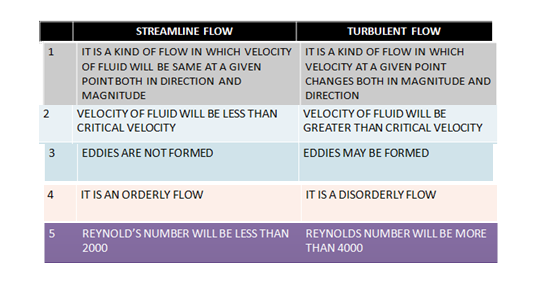 STREAMLINE FLOW TURBULENT FLOW
1 IT IS A KIND OF FLOW IN WHICH VELOCITY IT IS A KIND OF FLOW IN WHICH
OF FLUID WILL BE SAME AT A GIVEN VELOCITY AT A GIVEN POINT
POINT BOTH IN DIRECTION AND CHANGES BOTH IN MAGNITUDE AND
MAGNITUDE DIRECTION
2 VELOCITY OF FLUID WILL BE LESS THAN VELOCITY OF FLUID WILL BE
CRITICAL VELOCITY GREATER THAN CRITICAL VELOCITY
3 EDDIES ARE NOT FORMED EDDIES MAY BE FORMED
4 IT IS AN ORDERLY FLOW IT IS A DISORDERLY FLOW
5 REYNOLD'S NUMBER WILL BE LESS THAN REYNOLDS NUMBER WILL BE MORE
2000 THAN 4000